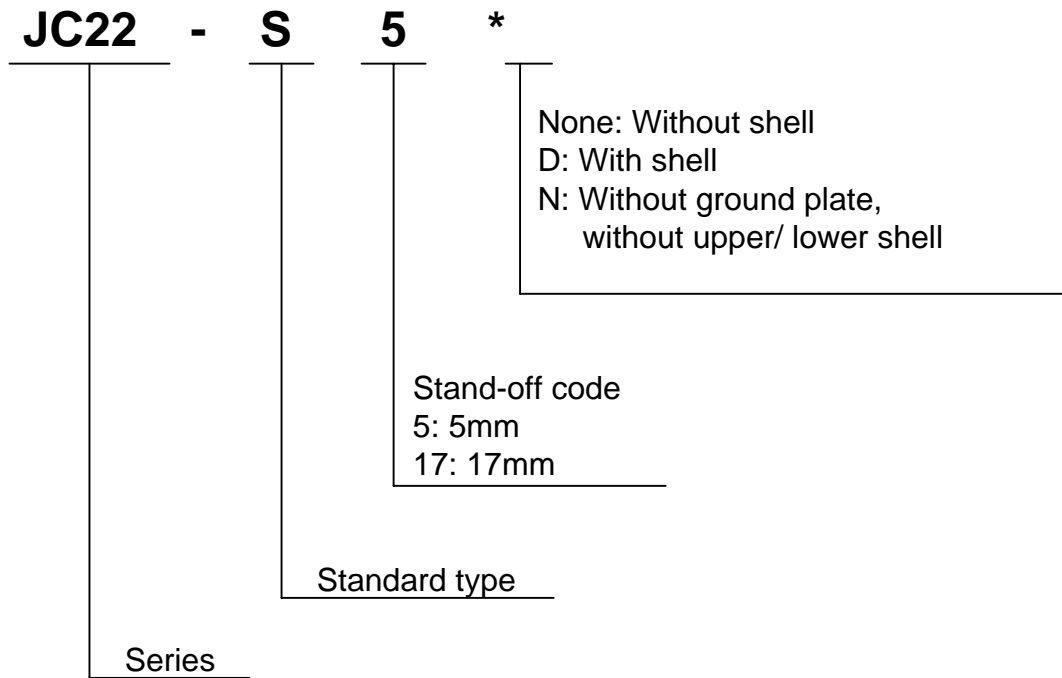 JC22 - S 5 *
None: Without shell
D: With shell
N: Without ground plate,
without upper/ lower shell
Stand-off code
5: 5mm
17: 17mm
Standard type
Series